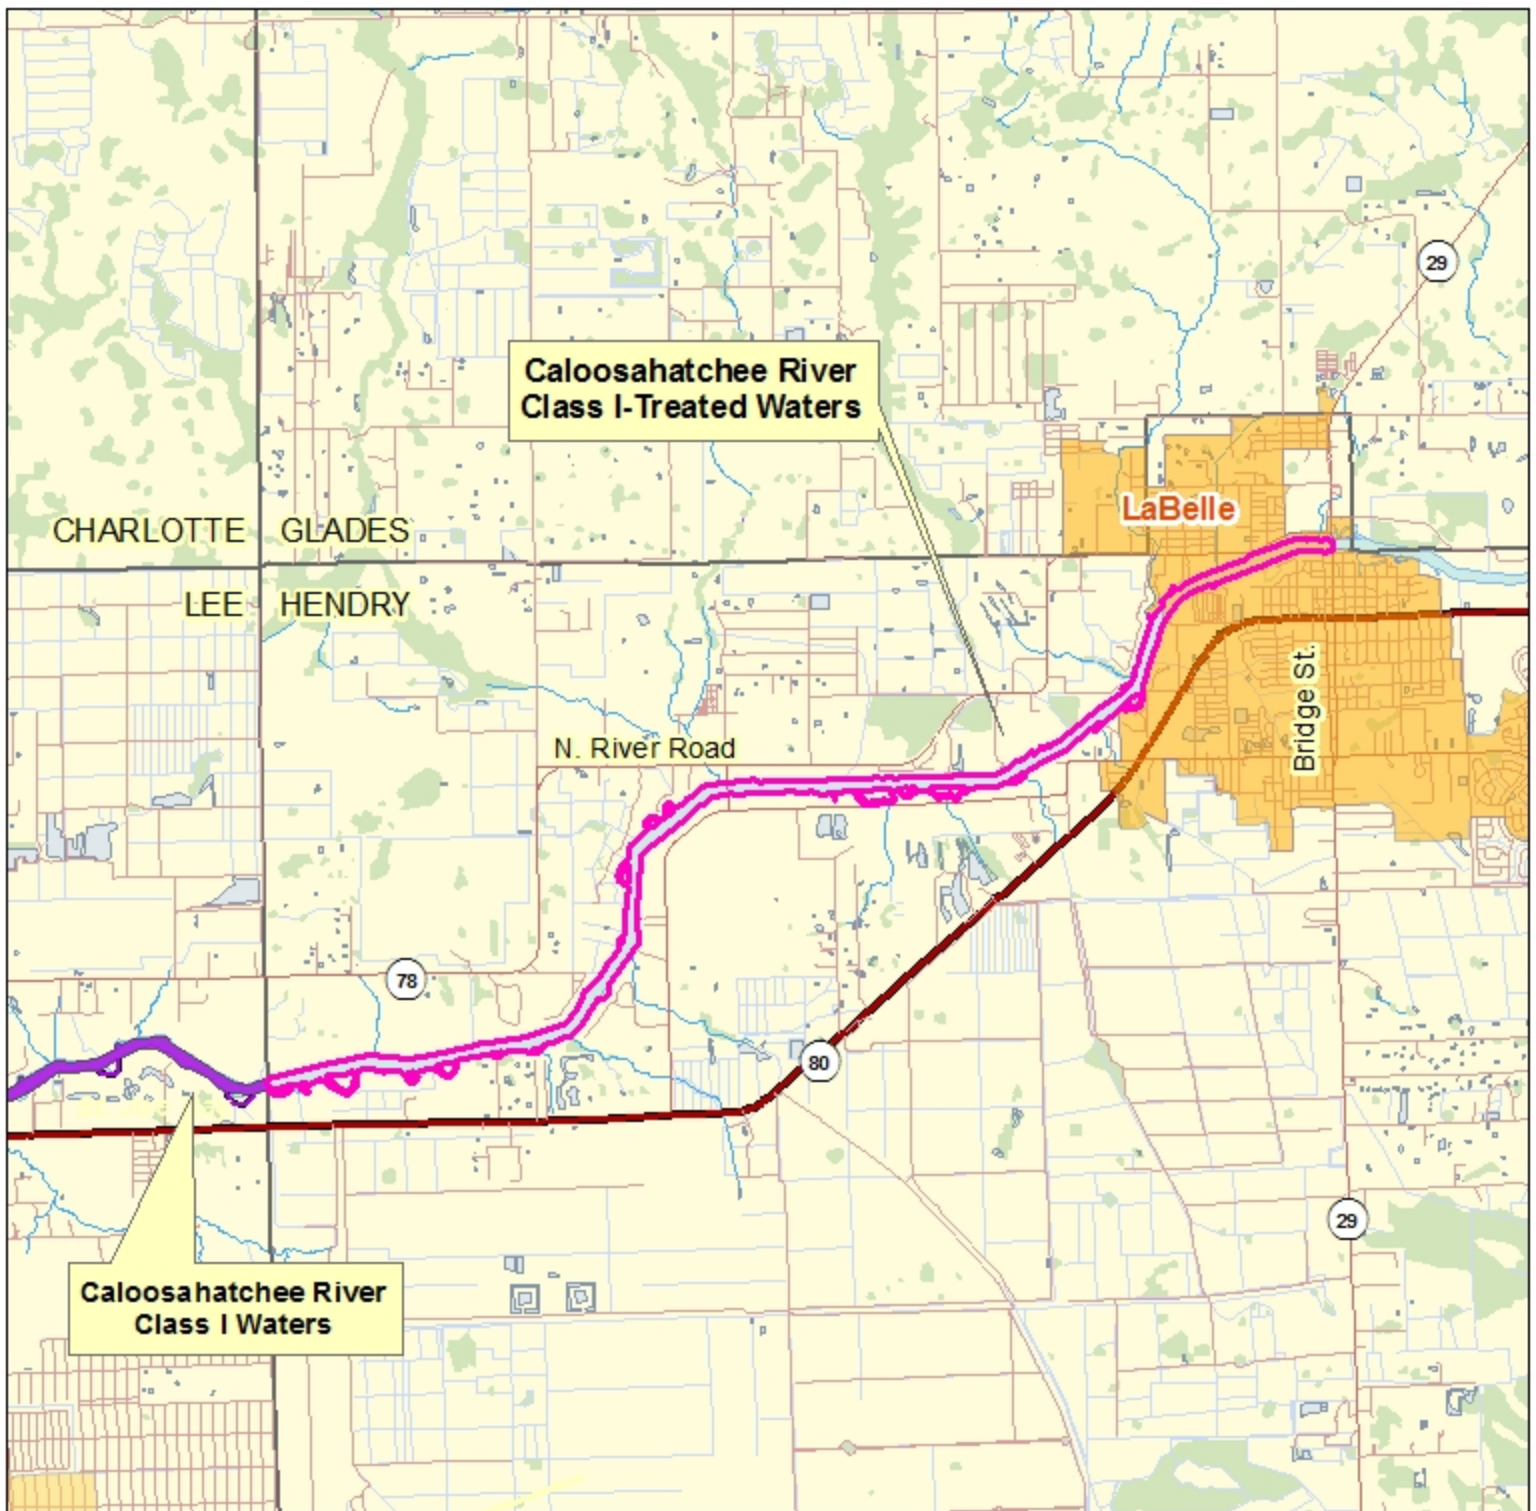 29
Caloosahatchee River
Class I-Treated Waters
LaBelle
CHARLOTTE
GLADES
LEE
HENDRY
Bridge St.
N. River Road
78
80
29
Caloosahatchee River
Class I Waters